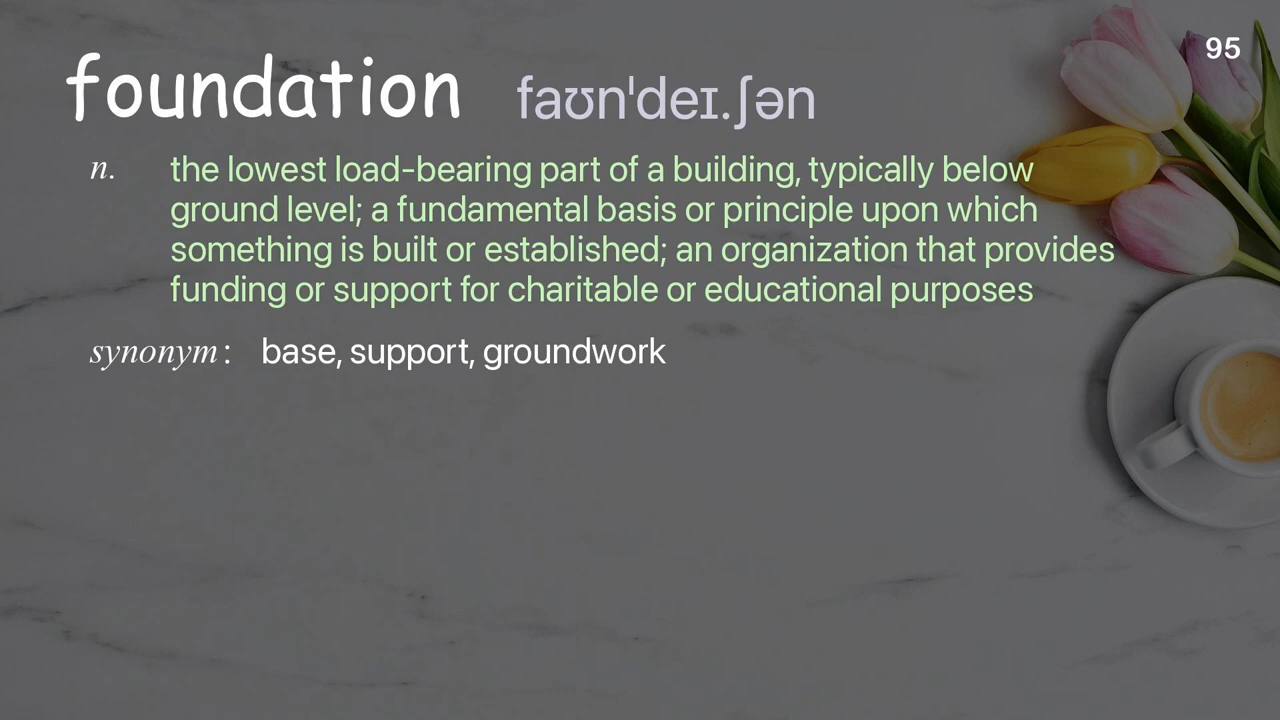 95
foundation faʊnˈdeɪ.ʃən
n. the lowest load-bearing part of a building, typically below
ground level; a fundamental basis or principle upon which
something is built or established; an organization that provides
funding or support for charitable or educational purposes
synonym: base, support, groundwork